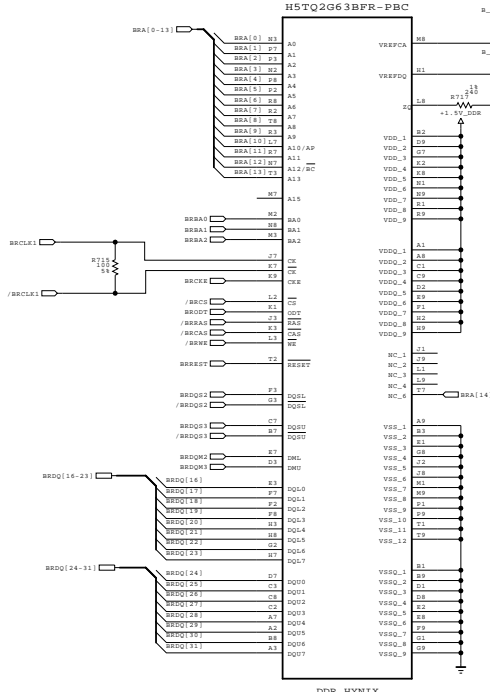 H5TQ2G63BFR-PBC
BRA[0-13]
BRA[0] N3 A0
BRA[1] P7 A1
BRA[2] P3 A2
BRA[3] N2 A3
BRA[4] P8 A4
BRA[5] P2 A5
BRA[6] R8 A6
BRA[7] R2 A7
BRA[8] T8 A8
BRA[9] R3 A9
BRA[10] L7 A10/AP
BRA[11] R7 A11
BRA[12] N7 A12/BC
BRA[13] T3 A13
M7 A15
BRBA0 M2 BA0
BRBA1 N8 BA1
BRBA2 M3 BA2
BRCLK1 J7 CK
R715
100
5%
K7 CK
BRCKE K9 CKE
/BRCLK1
/BRCS L2 CS
BRODT K1 ODT
/BRRAS J3 RAS
/BRCAS K3 CAS
/BRWE L3 WE
BRREST T2 RESET
BRDQS2 F3 DQSL
/BRDQS2 G3 DQSL
BRDQS3 C7 DQSU
/BRDQS3 B7 DQSU
BRDQM2 E7 DML
BRDQM3 D3 DMU
BRDQ[16-23]
BRDQ[16] E3 DQL0
BRDQ[17] F7 DQL1
BRDQ[18] F2 DQL2
BRDQ[19] F8 DQL3
BRDQ[20] H3 DQL4
BRDQ[21] H8 DQL5
BRDQ[22] G2 DQL6
BRDQ[23] H7 DQL7
BRDQ[24-31]
BRDQ[24] D7 DQU0
BRDQ[25] C3 DQU1
BRDQ[26] C8 DQU2
BRDQ[27] C2 DQU3
BRDQ[28] A7 DQU4
BRDQ[29] A2 DQU5
BRDQ[30] B8 DQU6
BRDQ[31] A3 DQU7
B_
VREFCA M8
B_
VREFDQ H1
1%
240
R717
ZQ L8
+1.5V_DDR
VDD_1 B2
VDD_2 D9
VDD_3 G7
VDD_4 K2
VDD_5 K8
VDD_6 N1
VDD_7 N9
VDD_8 R1
VDD_9 R9
VDDQ_1 A1
VDDQ_2 A8
VDDQ_3 C1
VDDQ_4 C9
VDDQ_5 D2
VDDQ_6 E9
VDDQ_7 F1
VDDQ_8 H2
VDDQ_9 H9
NC_1 J1
NC_2 J9
NC_3 L1
NC_4 L9
NC_6 T7 BRA[14]
VSS_1 A9
VSS_2 B3
VSS_3 E1
VSS_4 G8
VSS_5 J2
VSS_6 J8
VSS_7 M1
VSS_8 M9
VSS_9 P1
VSS_10 P9
VSS_11 T1
VSS_12 T9
VSSQ_1 B1
VSSQ_2 B9
VSSQ_3 D1
VSSQ_4 D8
VSSQ_5 E2
VSSQ_6 E8
VSSQ_7 F9
VSSQ_8 G1
VSSQ_9 G9
DDR HYNIX